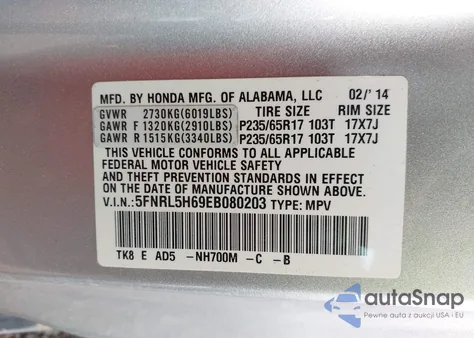 MFD. BY HONDA MFG. OF ALABAMA, LLC 02/'14
GVWR 2730KG(6019LBS) TIRE SIZE RIM SIZE
GAWR F 1320KG(2910LBS) P235/65R17 103T 17X7J
GAWR R 1515KG(3340LBS) P235/65R17 103T 17X7J
THIS VEHICLE CONFORMS TO ALL APPLICABLE
FEDERAL MOTOR VEHICLE SAFETY
AND THEFT PREVENTION STANDARDS IN EFFECT
ON THE DATE OF MANUFACTURE SHOWN ABOVE.
V.I.N.: 5FNRL5H69EB080203 TYPE: MPV
TK8 E AD5 -NH700M -C -B
autoSnap
Pewne auta z USA i EU